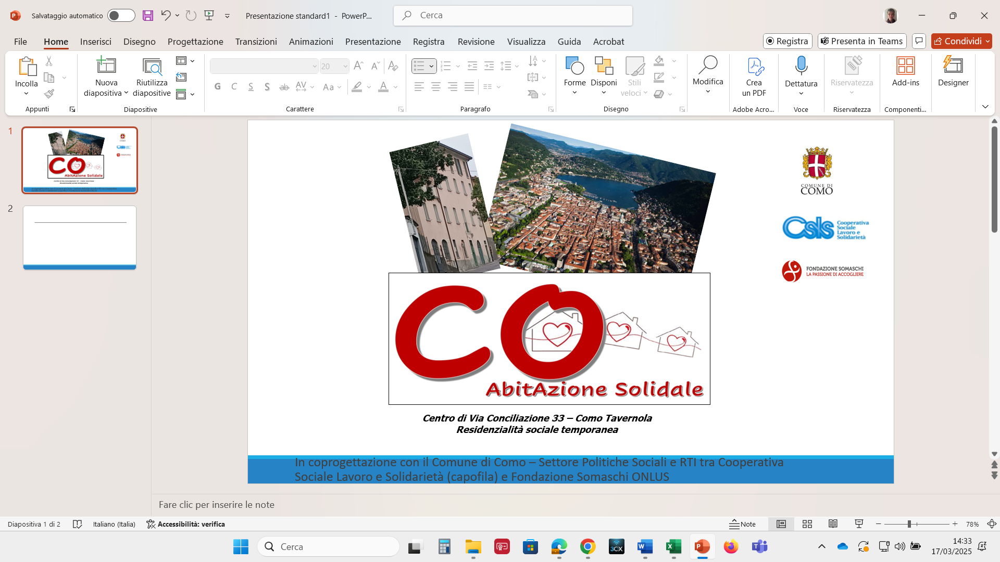 Salvataggio automatico
Presentazione standard1 - PowerP...
Cerca
File Home Inserisci Disegno Progettazione Transizioni Animazioni Presentazione Registra Revisione Visualizza Guida Acrobat
Registra
Presenta in Teams
Condividi
Incolla
Appunti
Nuova
diapositiva
Riutilizza
diapositive
Diapositive
20
G C S S ab AV Aa A
Carattere
Paragrafo
Forme
Disponi
Stili
veloci
Disegno
Modifica
Crea
un PDF
Adobe Acro...
Dettatura
Voce
Riservatezza
Riservatezza
Add-ins
Componenti...
Designer
1
2
COMUNE DI
COMO
Csls
Cooperativa
Sociale
Lavoro e
Solidarietà
FONDAZIONE SOMASCHI
LA PASSIONE DI ACCOGLIERE
CO
AbitAzione Solidale
Centro di Via Conciliazione 33 – Como Tavernola
Residenzialità sociale temporanea
In coprogettazione con il Comune di Como – Settore Politiche Sociali e RTI tra Cooperativa
Sociale Lavoro e Solidarietà (capofila) e Fondazione Somaschi ONLUS
Fare clic per inserire le note
Diapositiva 1 di 2
Italiano (Italia)
Accessibilità: verifica
Note
78%
Cerca
3CX
14:33
17/03/2025